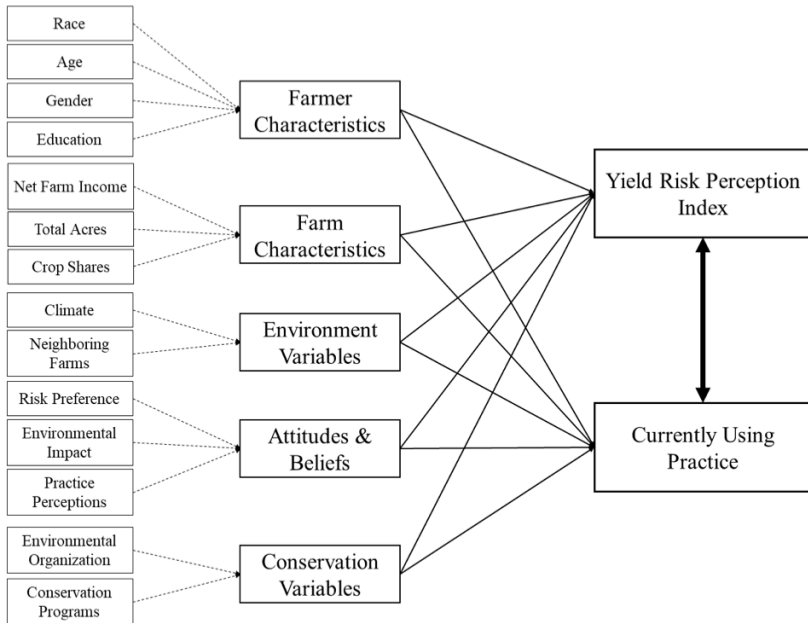 Race
Age
Gender
Education
Net Farm Income
Total Acres
Crop Shares
Climate
Neighboring
Farms
Risk Preference
Environmental
Impact
Practice
Perceptions
Environmental
Organization
Conservation
Programs
Farmer
Characteristics
Farm
Characteristics
Environment
Variables
Attitudes &
Beliefs
Conservation
Variables
Yield Risk Perception
Index
Currently Using
Practice